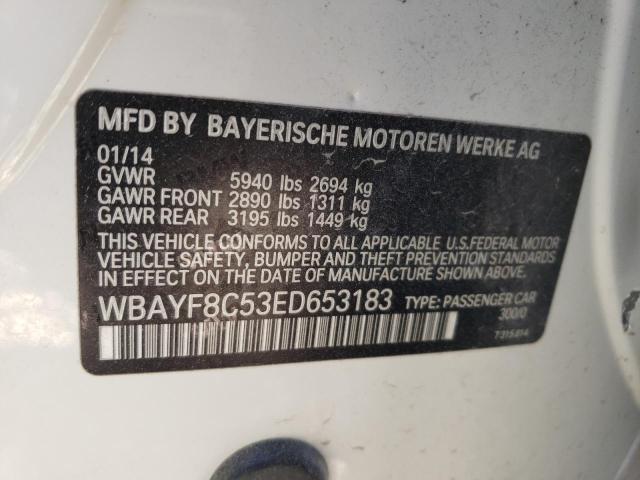 MFD BY BAYERISCHE MOTOREN WERKE AG
01/14
GVWR 5940 lbs 2694 kg
GAWR FRONT 2890 lbs 1311 kg
GAWR REAR 3195 lbs 1449 kg
THIS VEHICLE CONFORMS TO ALL APPLICABLE U.S.FEDERAL MOTOR
VEHICLE SAFETY, BUMPER AND THEFT PREVENTION STANDARDS
IN EFFECT ON THE DATE OF MANUFACTURE SHOWN ABOVE.
WBAYF8C53ED653183 TYPE: PASSENGER CAR
300/0